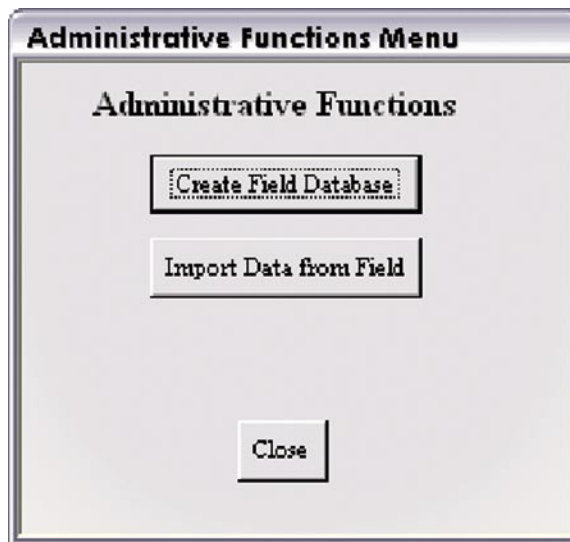 Administrative Functions Menu
Administrative Functions
Create Field Database
Import Data from Field
Close